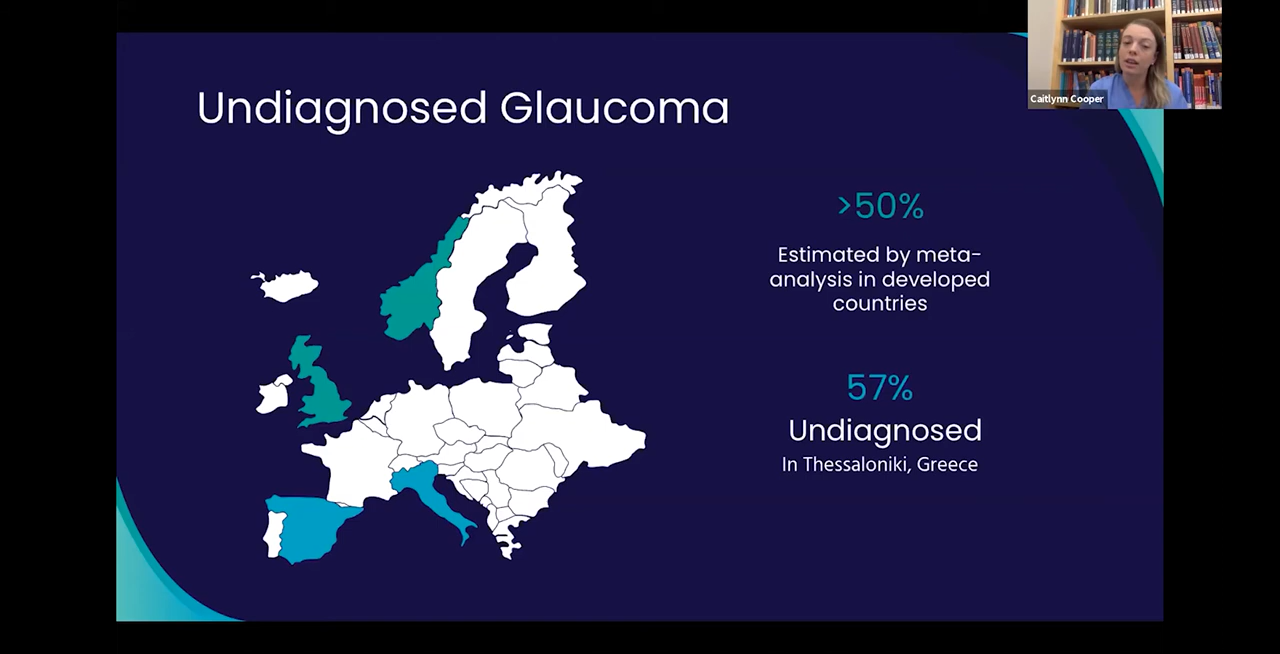 Caitlynn Cooper
Undiagnosed Glaucoma
>50%
Estimated by meta-
analysis in developed
countries
57%
Undiagnosed
In Thessaloniki, Greece